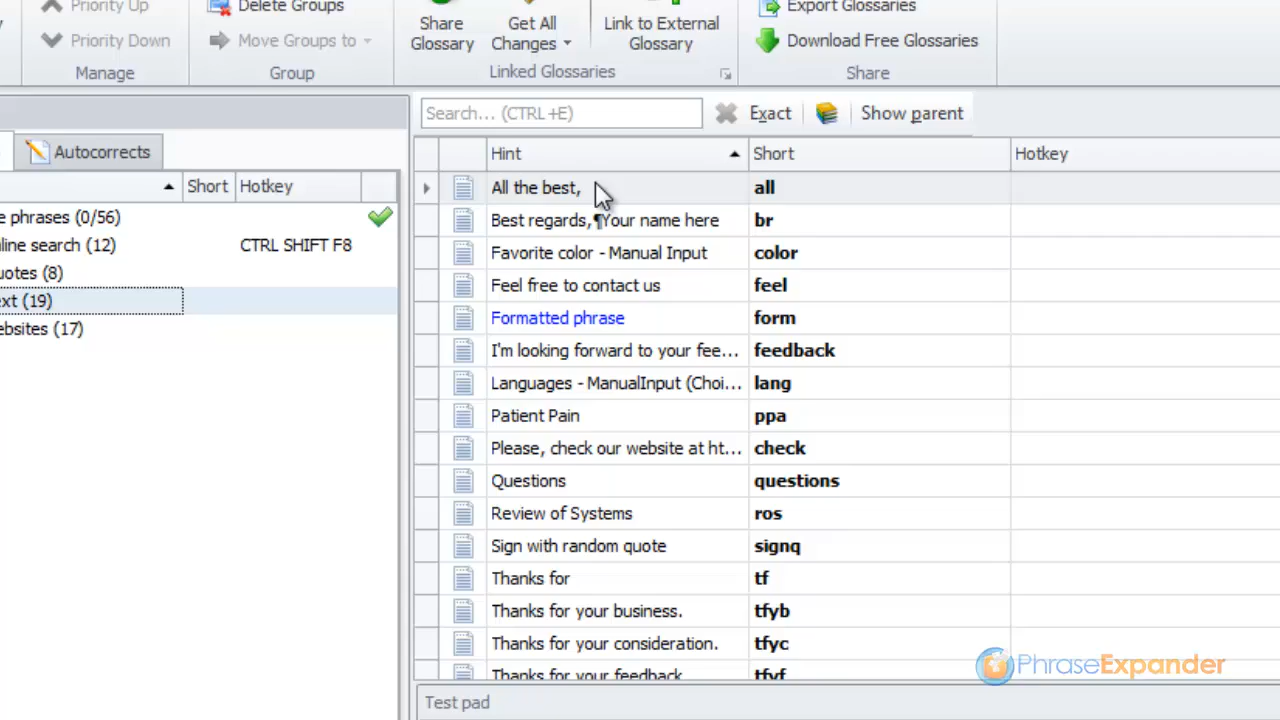 Priority Up
Delete Groups
Share Glossary
Get All Changes
Link to External Glossary
Export Glossaries
Priority Down
Move Groups to
Download Free Glossaries
Manage
Group
Linked Glossaries
Share
Search... (CTRL +E)
Exact
Show parent
Autocorrects
Hint
Short
Hotkey
Short
Hotkey
phrases (0/56)
search (12)
CTRL SHIFT F8
(8)
(19)
(17)
All the best,
all
Best regards,¶Your name here
br
Favorite color - Manual Input
color
Feel free to contact us
feel
Formatted phrase
form
I'm looking forward to your fee...
feedback
Languages - ManualInput (Choi...
lang
Patient Pain
ppa
Please, check our website at ht...
check
Questions
questions
Review of Systems
ros
Sign with random quote
signq
Thanks for
tf
Thanks for your business.
tfyb
Thanks for your consideration.
tfyc
Thanks for your feedback
tfyf
PhraseExpander
Test pad